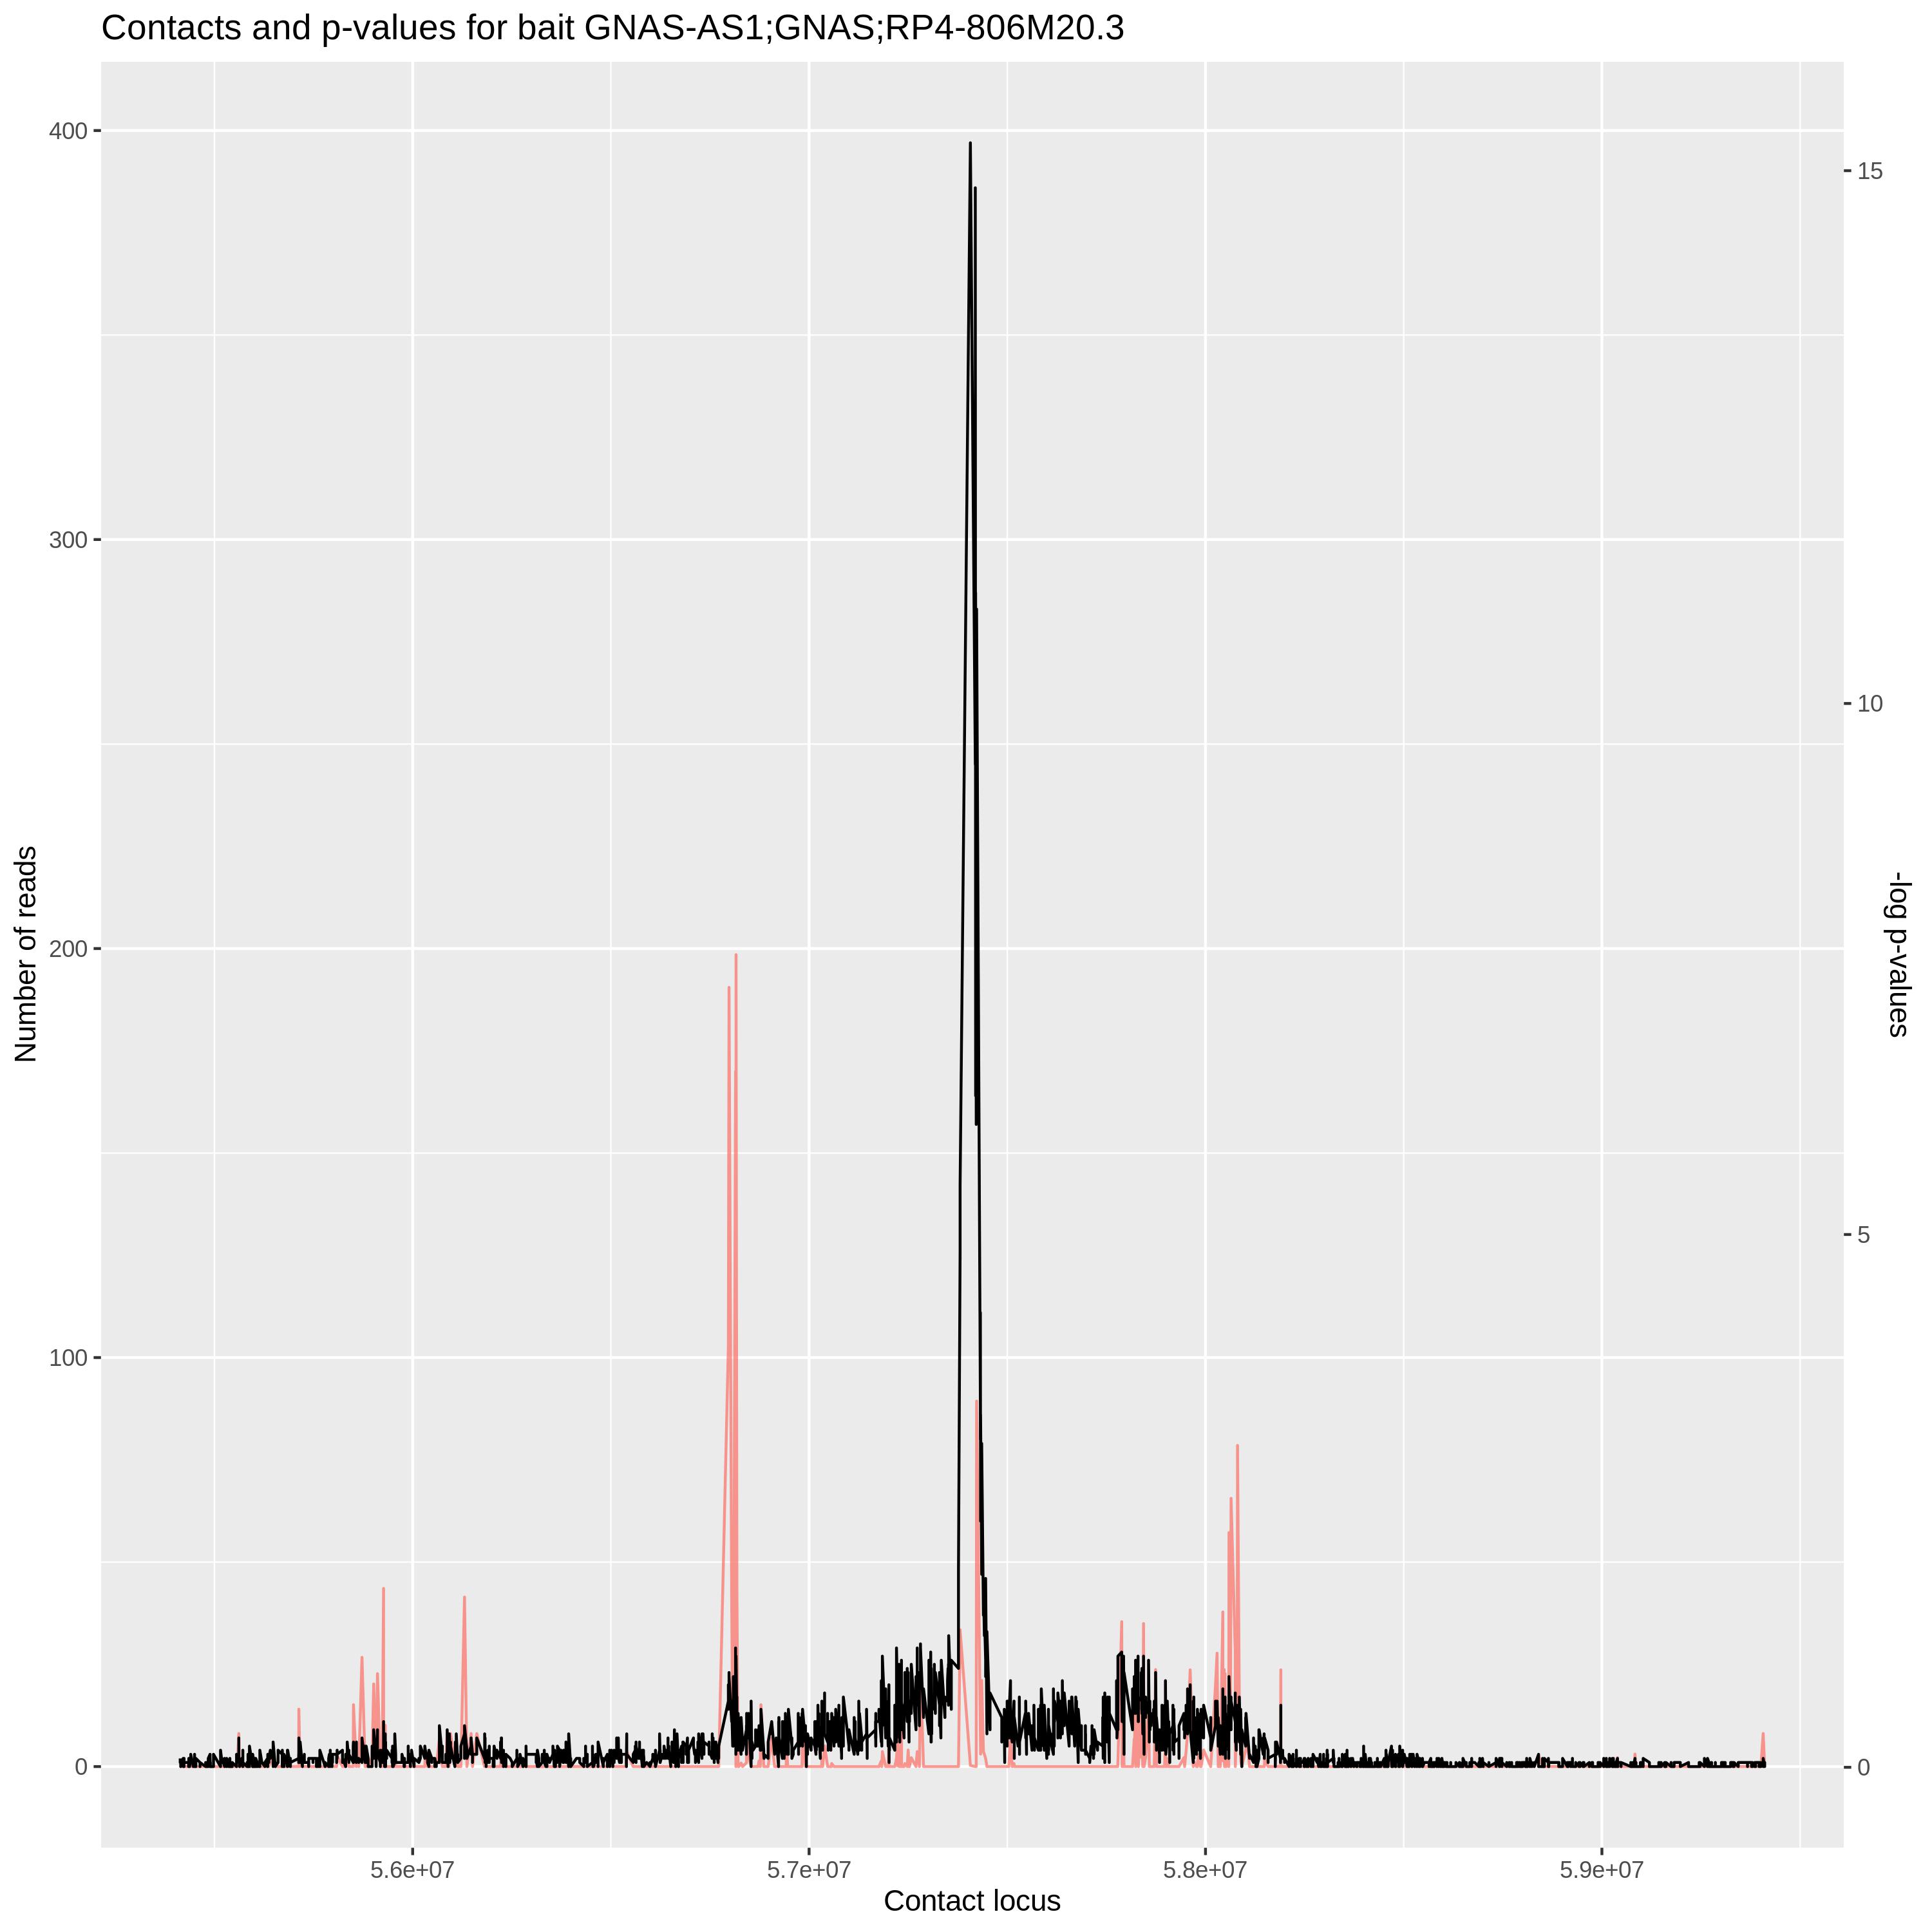 Contacts and p-values for bait GNAS-AS1;GNAS;RP4-806M20.3
400
300
200
100
0
Number of reads
15
10
5
0
-log p-values
5.6e+07 5.7e+07 5.8e+07 5.9e+07
Contact locus